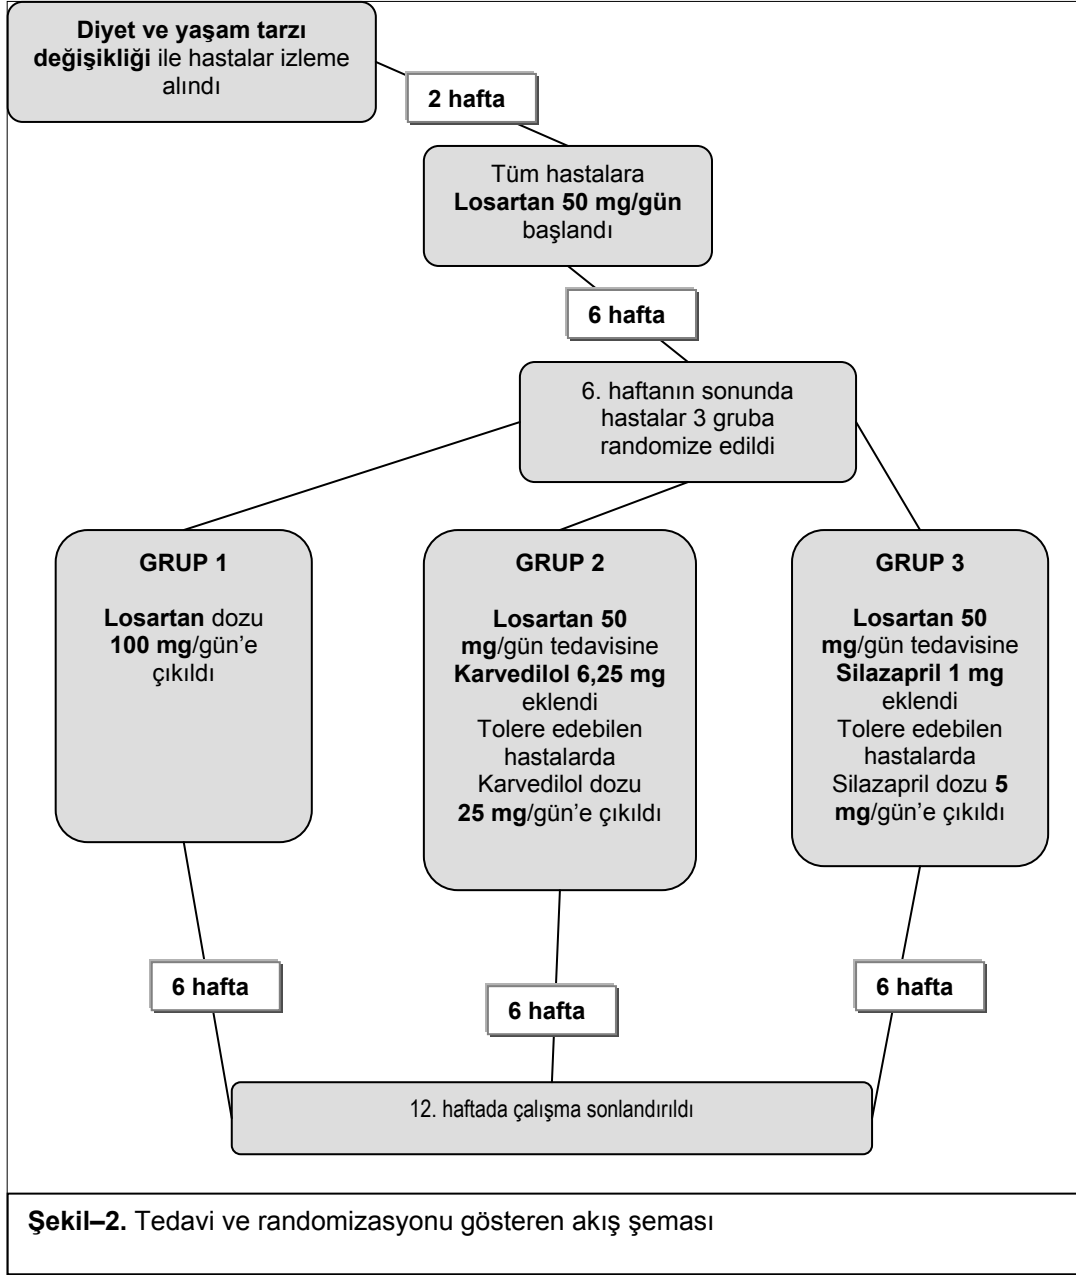 Diyet ve yaşam tarzı
değişikliği ile hastalar izleme
alındı
2 hafta
Tüm hastalara
Losartan 50 mg/gün
başlandı
6 hafta
6. haftanın sonunda
hastalar 3 gruba
randomize edildi
GRUP 1
Losartan dozu
100 mg/gün’e
çıkıldı
GRUP 2
Losartan 50
mg/gün tedavisine
Karvedilol 6,25 mg
eklendi
Tolere edebilen
hastalarda
Karvedilol dozu
25 mg/gün’e çıkıldı
GRUP 3
Losartan 50
mg/gün tedavisine
Silazapril 1 mg
eklendi
Tolere edebilen
hastalarda
Silazapril dozu 5
mg/gün’e çıkıldı
6 hafta
6 hafta
6 hafta
12. haftada çalışma sonlandırıldı
Şekil–2. Tedavi ve randomizasyonu gösteren akış şeması